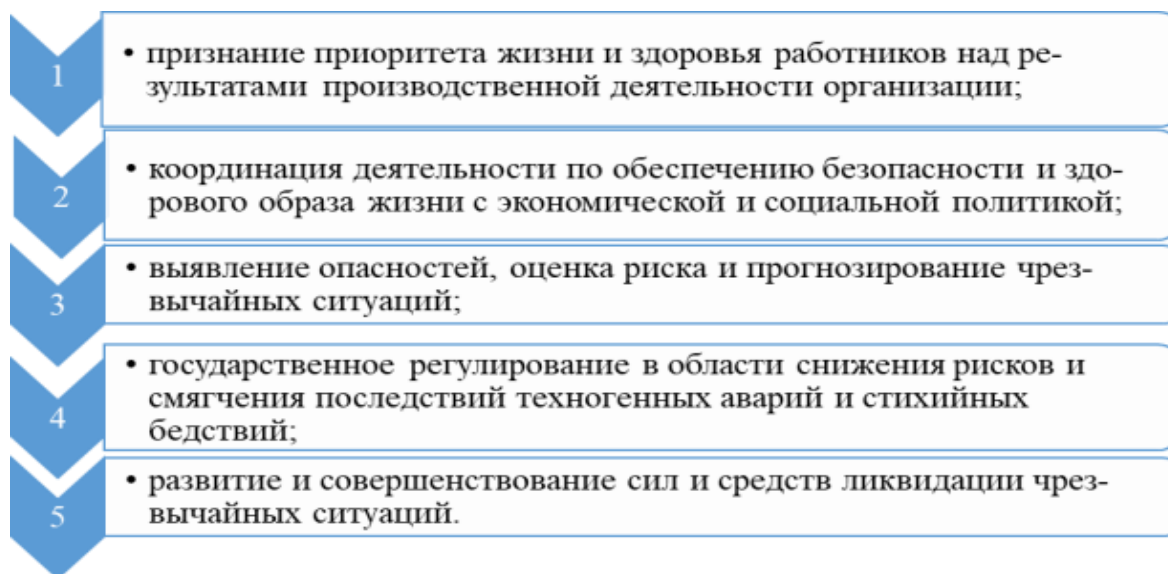 1
• признание приоритета жизни и здоровья работников над ре-
зультатами производственной деятельности организации;
2
• координация деятельности по обеспечению безопасности и здо-
рового образа жизни с экономической и социальной политикой;
3
• выявление опасностей, оценка риска и прогнозирование чрез-
вычайных ситуаций;
4
• государственное регулирование в области снижения рисков и
смягчения последствий техногенных аварий и стихийных
бедствий;
5
• развитие и совершенствование сил и средств ликвидации чрез-
вычайных ситуаций.